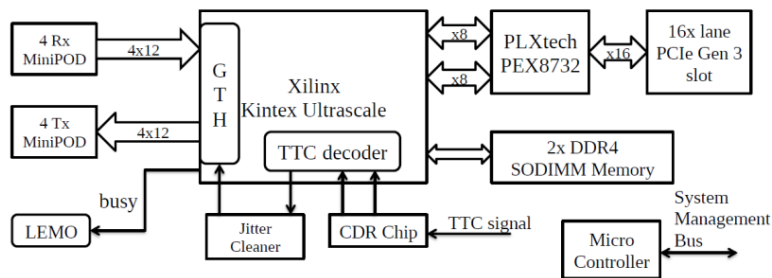 4 Rx
MiniPOD
4x12
G
T
H
Xilinx
Kintex Ultrascale
x8
x8
PLXtech
PEX8732
x16
16x lane
PCIe Gen 3
slot
4 Tx
MiniPOD
4x12
TTC decoder
2x DDR4
SODIMM Memory
busy
LEMO
Jitter
Cleaner
CDR Chip
TTC signal
Micro
Controller
System
Management
Bus